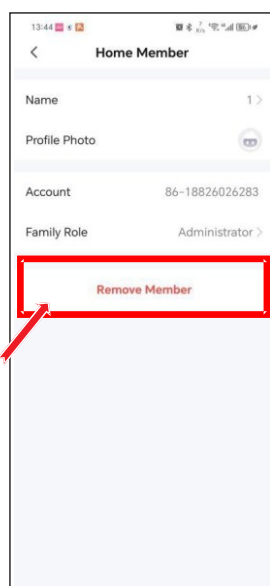 13:44
Home Member
Name 1
Profile Photo
Account 86-18826026283
Family Role Administrator
Remove Member